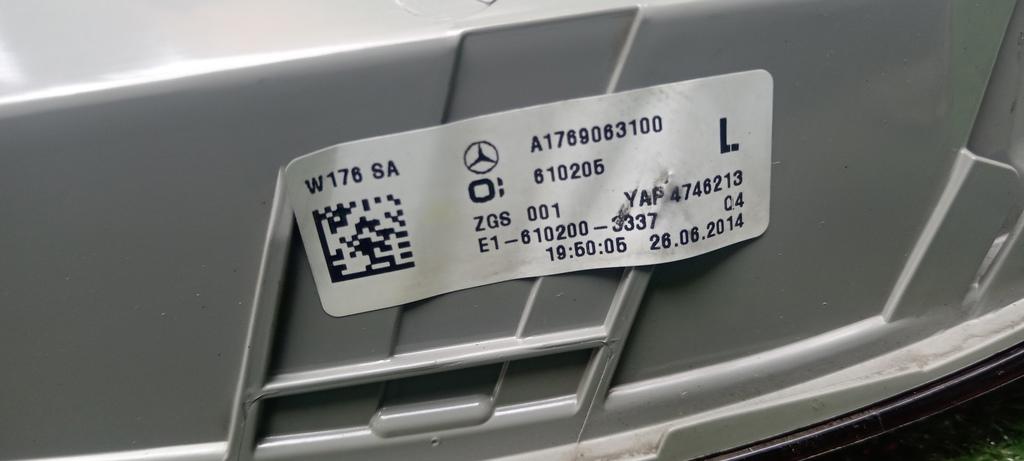 W176 SA
A1769063100
L
610205
ZGS 001 YAP 4746213
E1-610200-3337 04
19:50:05 26.06.2014